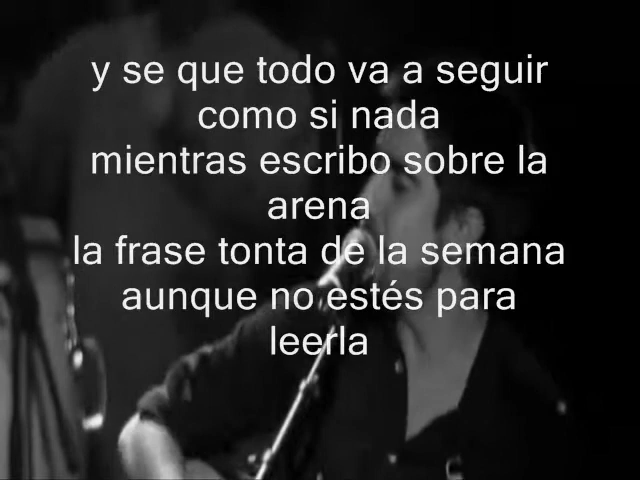 y se que todo va a seguir
como si nada
mientras escribo sobre la
arena
la frase tonta de la semana
aunque no estés para
leerla